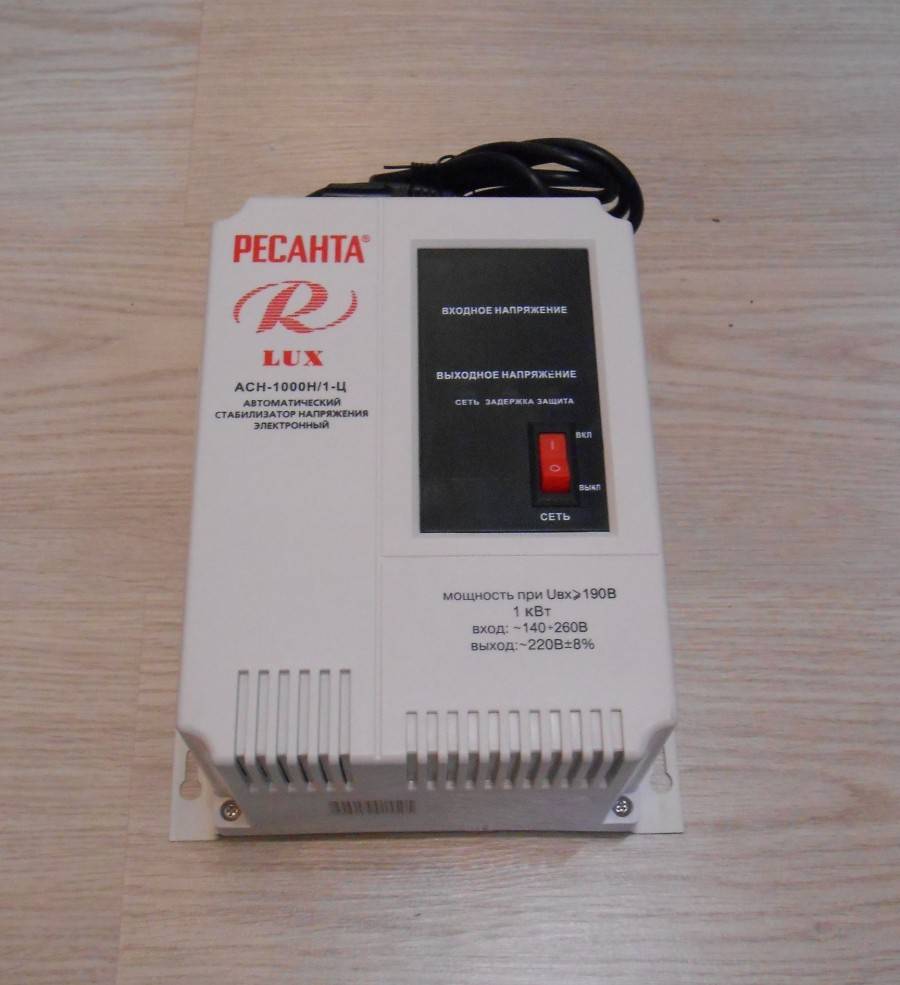 РЕСАНТА®
R
LUX
АСН-1000Н/1-Ц
АВТОМАТИЧЕСКИЙ
СТАБИЛИЗАТОР НАПРЯЖЕНИЯ
ЭЛЕКТРОННЫЙ
ВХОДНОЕ НАПРЯЖЕНИЕ
ВЫХОДНОЕ НАПРЯЖЕНИЕ
СЕТЬ ЗАДЕРЖКА ЗАЩИТА
ВКЛ
I
O
ВЫКЛ
СЕТЬ
мощность при Uвх⩾190В
1 кВт
вход: ~140÷260В
выход:~220В±8%